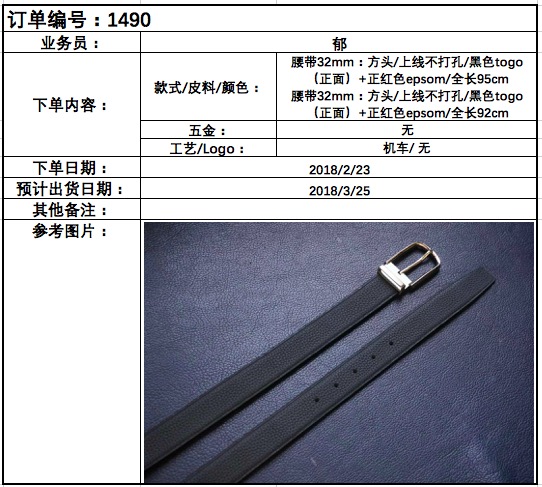 订单编号：1490
业务员：
郁
下单内容：
款式/皮料/颜色：
腰带32mm：方头/上线不打孔/黑色togo
（正面）+正红色epsom/全长95cm
腰带32mm：方头/上线不打孔/黑色togo
（正面）+正红色epsom/全长92cm
五金：
无
工艺/Logo：
机车/ 无
下单日期：
2018/2/23
预计出货日期：
2018/3/25
其他备注：
参考图片：